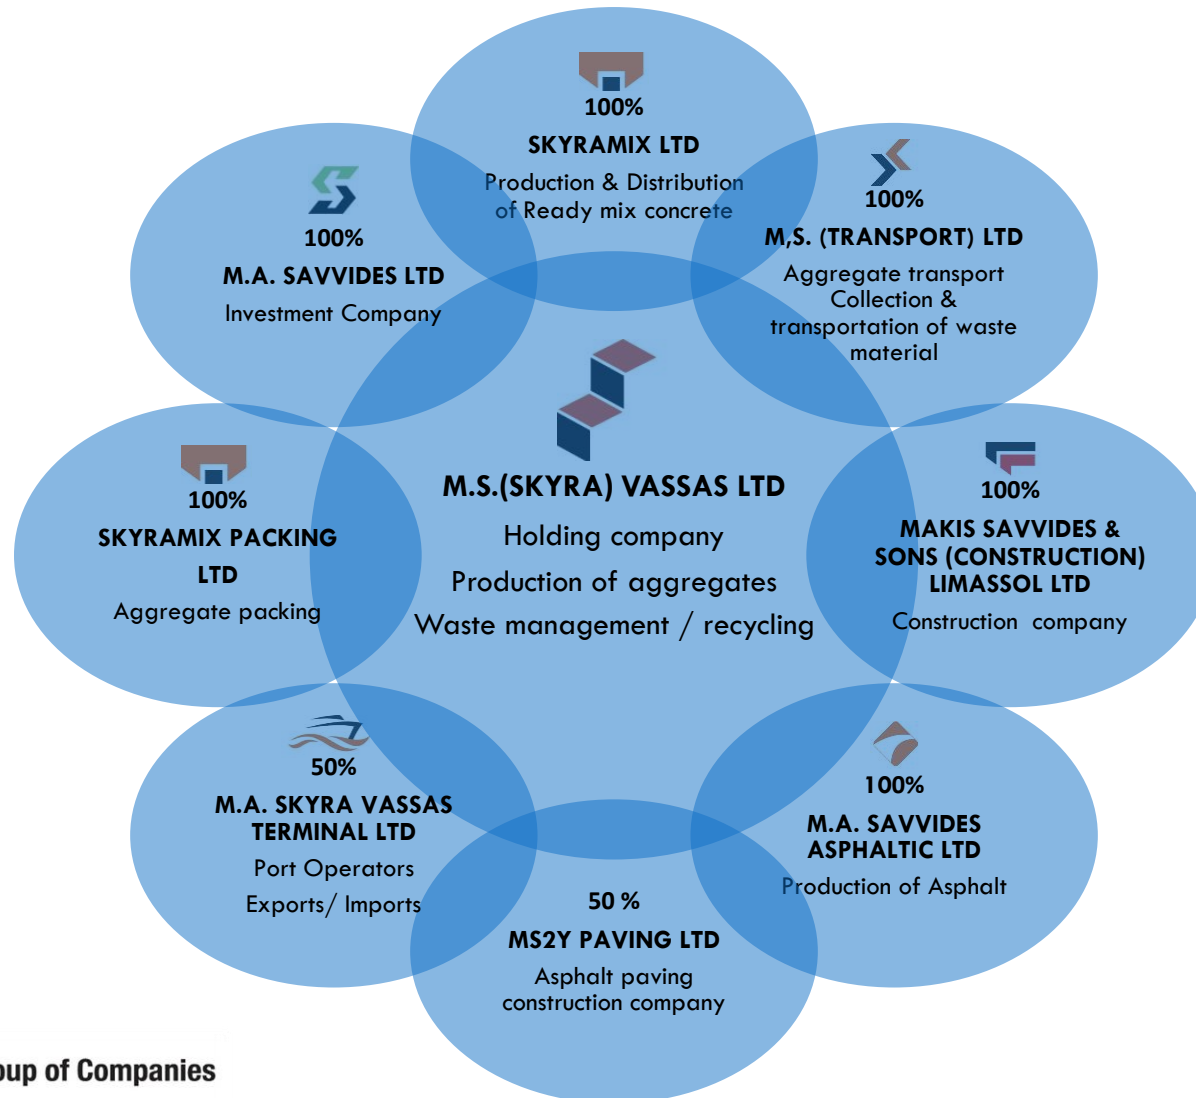 100%
SKYRAMIX LTD
Production & Distribution
of Ready mix concrete
100%
M,S. (TRANSPORT) LTD
Aggregate transport
Collection &
transportation of waste
material
100%
M.A. SAVVIDES LTD
Investment Company
M.S.(SKYRA) VASSAS LTD
Holding company
Production of aggregates
Waste management / recycling
100%
SKYRAMIX PACKING
LTD
Aggregate packing
100%
MAKIS SAVVIDES &
SONS (CONSTRUCTION)
LIMASSOL LTD
Construction company
50%
M.A. SKYRA VASSAS
TERMINAL LTD
Port Operators
Exports/ Imports
100%
M.A. SAVVIDES
ASPHALTIC LTD
Production of Asphalt
50 %
MS2Y PAVING LTD
Asphalt paving
construction company
of Companies